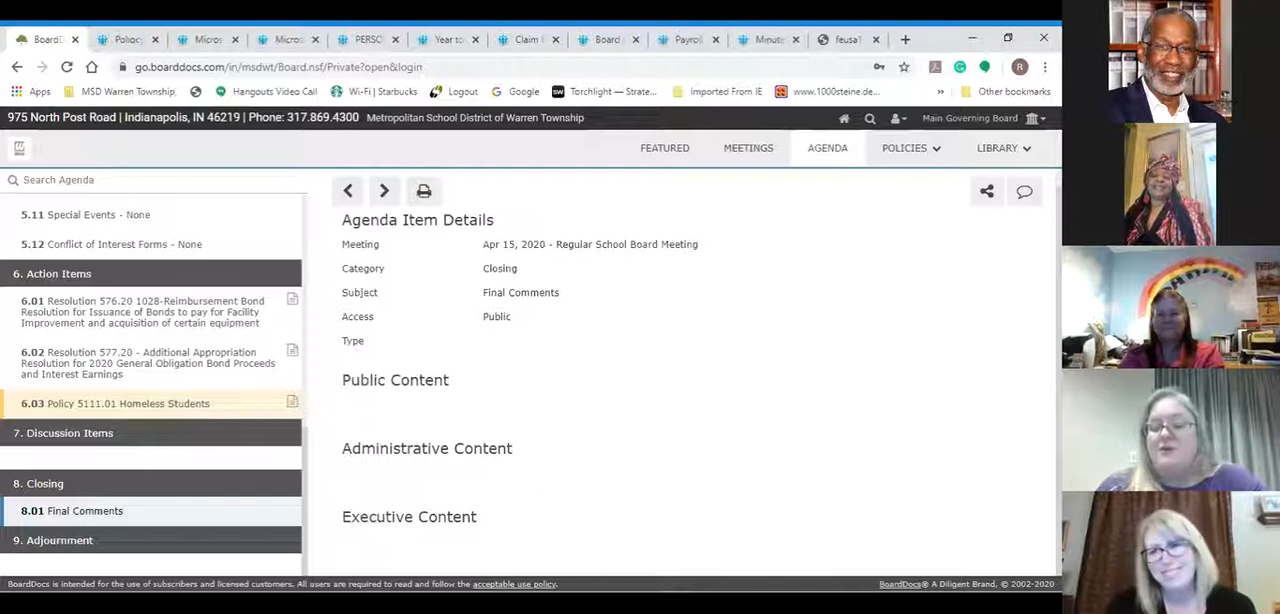 BoardD
Policy
Micros
Micros
PERSO
Year to
Claim
Board
Payroll
Minute
feusa1
go.boarddocs.com/in/msdwt/Board.nsf/Private?open&login
R
Apps
MSD Warren Township,
Hangouts Video Call
Wi-Fi | Starbucks
Logout
Google
Torchlight — Strate...
Imported From IE
www.1000steine.de...
»
Other bookmarks
975 North Post Road | Indianapolis, IN 46219 | Phone: 317.869.4300 Metropolitan School District of Warren Township
Main Governing Board
FEATURED
MEETINGS
AGENDA
POLICIES
LIBRARY
Search Agenda
5.11 Special Events - None
5.12 Conflict of Interest Forms - None
6. Action Items
6.01 Resolution 576.20 1028-Reimbursement Bond
Resolution for Issuance of Bonds to pay for Facility
Improvement and acquisition of certain equipment
6.02 Resolution 577.20 - Additional Appropriation
Resolution for 2020 General Obligation Bond Proceeds
and Interest Earnings
6.03 Policy 5111.01 Homeless Students
7. Discussion Items
8. Closing
8.01 Final Comments
9. Adjournment
Agenda Item Details
Meeting Apr 15, 2020 - Regular School Board Meeting
Category Closing
Subject Final Comments
Access Public
Type
Public Content
Administrative Content
Executive Content
BoardDocs is intended for the use of subscribers and licensed customers. All users are required to read and follow the acceptable use policy.
BoardDocs® A Diligent Brand, © 2002-2020